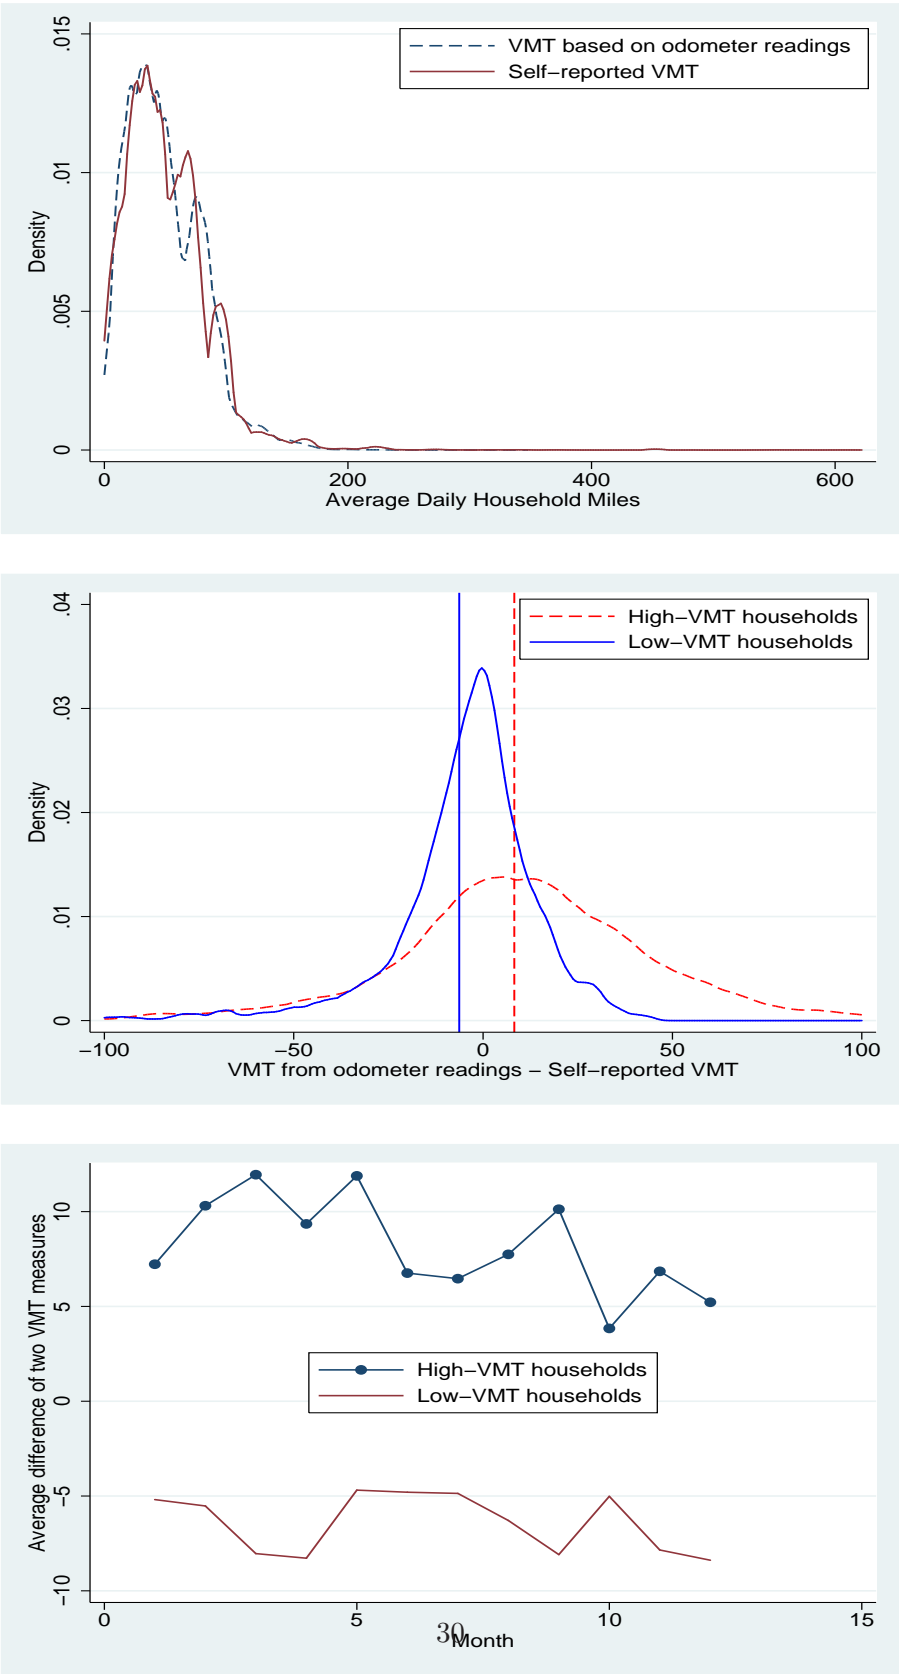 .015
.01
.005
0
Density
VMT based on odometer readings
Self−reported VMT
0 200 400 600
Average Daily Household Miles
.04
.03
.02
.01
0
Density
High−VMT households
Low−VMT households
−100 −50 0 50 100
VMT from odometer readings − Self−reported VMT
10
5
0
−5
−10
Average difference of two VMT measures
High−VMT households
Low−VMT households
0 5 10 15
Month
30